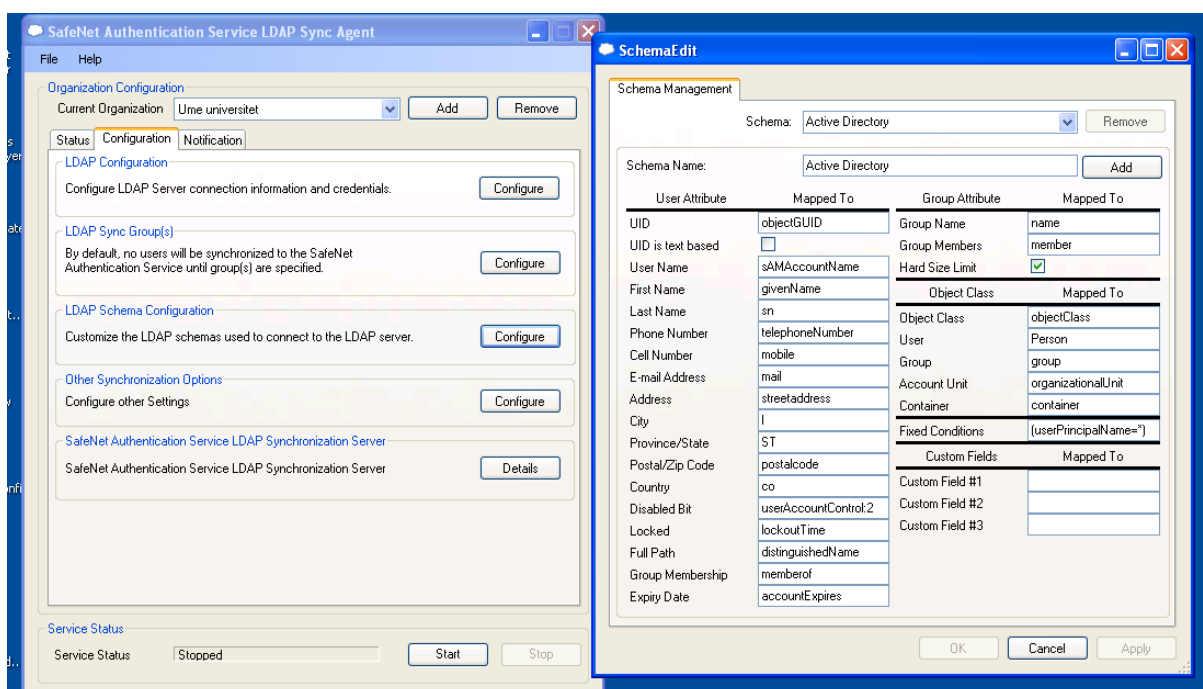 SafeNet Authentication Service LDAP Sync Agent
File Help
Organization Configuration
Current Organization Ume universitet Add Remove
Status Configuration Notification
LDAP Configuration
Configure LDAP Server connection information and credentials. Configure
LDAP Sync Group(s)
By default, no users will be synchronized to the SafeNet
Authentication Service until group(s) are specified. Configure
LDAP Schema Configuration
Customize the LDAP schemas used to connect to the LDAP server. Configure
Other Synchronization Options
Configure other Settings Configure
SafeNet Authentication Service LDAP Synchronization Server
SafeNet Authentication Service LDAP Synchronization Server Details
Service Status
Service Status Stopped Start Stop
SchemaEdit
Schema Management
Schema: Active Directory Remove
Schema Name: Active Directory Add
User Attribute Mapped To
UID objectGUID
UID is text based
User Name sAMAccountName
First Name givenName
Last Name sn
Phone Number telephoneNumber
Cell Number mobile
E-mail Address mail
Address streetaddress
City l
Province/State ST
Postal/Zip Code postalcode
Country co
Disabled Bit userAccountControl:2
Locked lockoutTime
Full Path distinguishedName
Group Membership memberof
Expiry Date accountExpires
Group Attribute Mapped To
Group Name name
Group Members member
Hard Size Limit
Object Class Mapped To
Object Class objectClass
User Person
Group group
Account Unit organizationalUnit
Container container
Fixed Conditions (userPrincipalName=*)
Custom Fields Mapped To
Custom Field #1
Custom Field #2
Custom Field #3
OK Cancel Apply